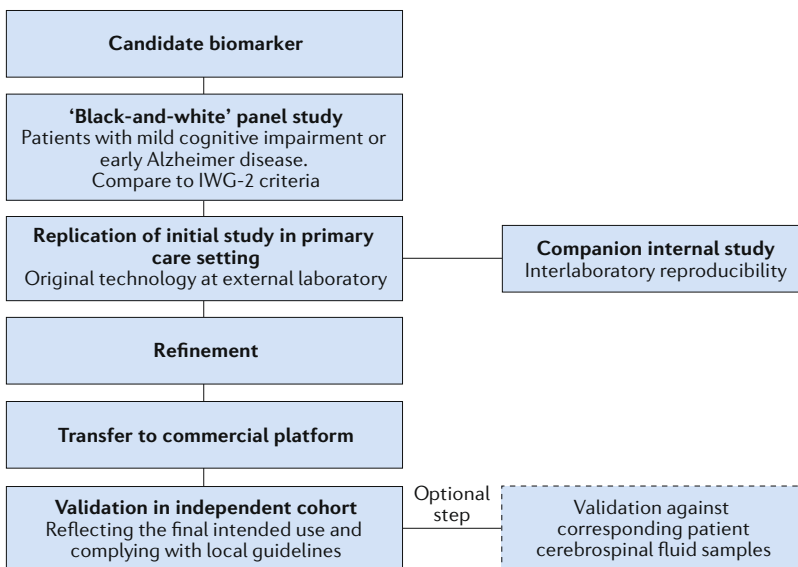 Candidate biomarker
‘Black-and-white’ panel study
Patients with mild cognitive impairment or
early Alzheimer disease.
Compare to IWG-2 criteria
Replication of initial study in primary
care setting
Original technology at external laboratory
Companion internal study
Interlaboratory reproducibility
Refinement
Transfer to commercial platform
Validation in independent cohort
Reflecting the final intended use and
complying with local guidelines
Optional
step
Validation against
corresponding patient
cerebrospinal fluid samples